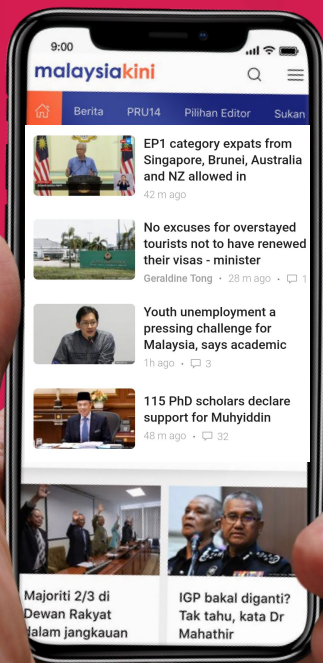 9:00
malaysiakini
Berita PRU14 Pilihan Editor Sukan
EP1 category expats from
Singapore, Brunei, Australia
and NZ allowed in
42 m ago
No excuses for overstayed
tourists not to have renewed
their visas - minister
Geraldine Tong · 28 m ago · 1
Youth unemployment a
pressing challenge for
Malaysia, says academic
1h ago · 3
115 PhD scholars declare
support for Muhyiddin
48 m ago · 32
Majoriti 2/3 di
Dewan Rakyat
dalam jangkauan
IGP bakal diganti?
Tak tahu, kata Dr
Mahathir